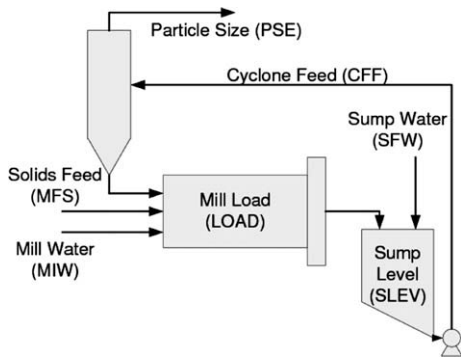 Particle Size (PSE)
Cyclone Feed (CFF)
Sump Water
(SFW)
Solids Feed
(MFS)
Mill Load
(LOAD)
Mill Water
(MIW)
Sump
Level
(SLEV)